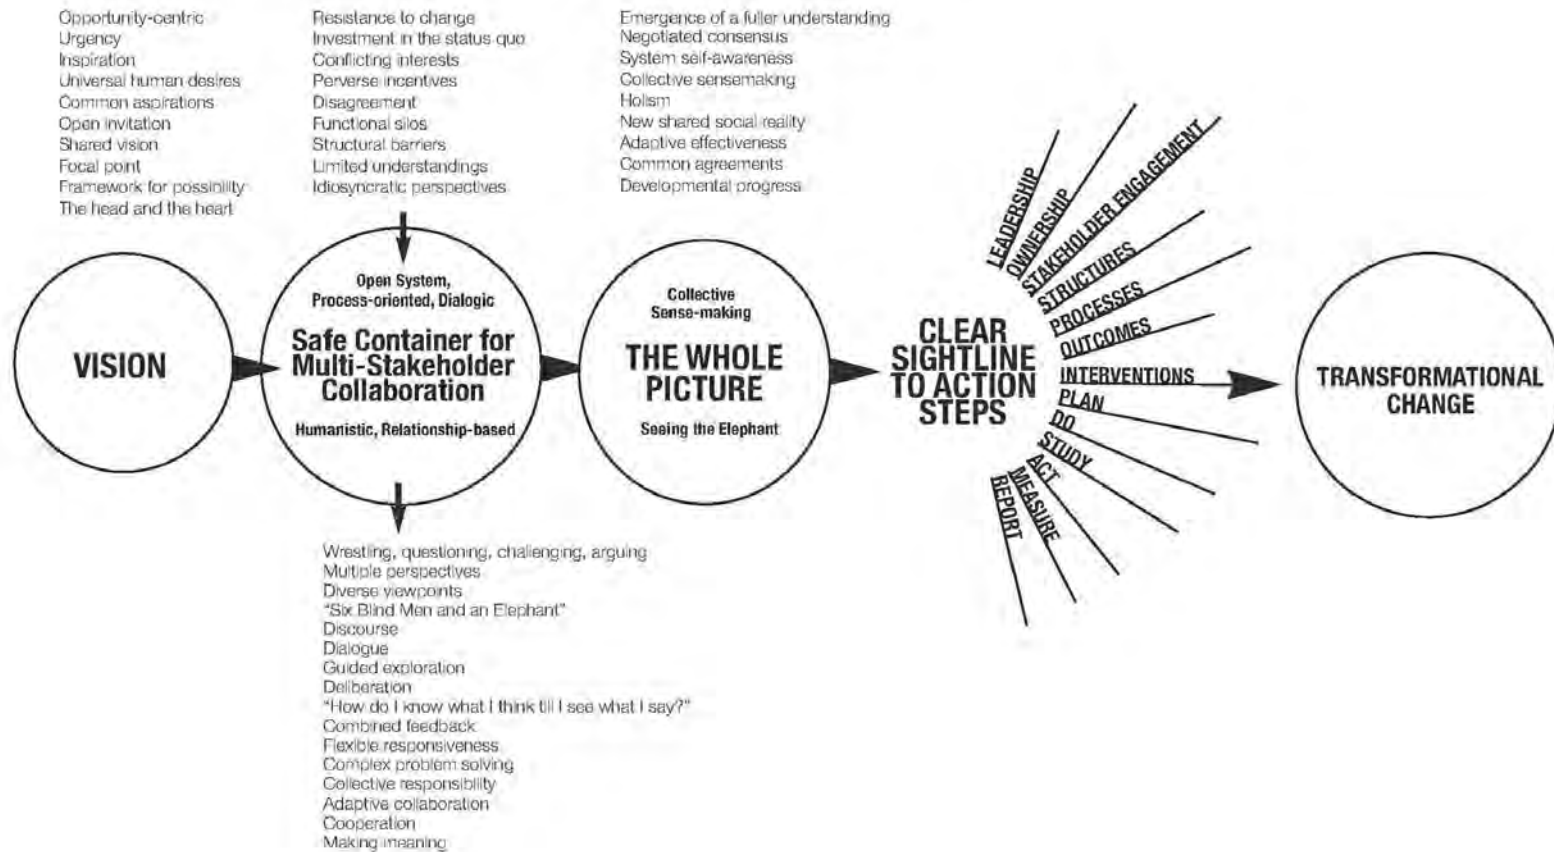 Opportunity-centric
Urgency
Inspiration
Universal human desires
Common aspirations
Open invitation
Shared vision
Focal point
Framework for possibility
The head and the heart
Resistance to change
Investment in the status quo
Conflicting interests
Perverse incentives
Disagreement
Functional silos
Structural barriers
Limited understandings
Idiosyncratic perspectives
Emergence of a fuller understanding
Negotiated consensus
System self-awareness
Collective sensemaking
Holism
New shared social reality
Adaptive effectiveness
Common agreements
Developmental progress
VISION
Open System,
Process-oriented, Dialogic
Safe Container for
Multi-Stakeholder
Collaboration
Humanistic, Relationship-based
Collective
Sense-making
THE WHOLE
PICTURE
Seeing the Elephant
CLEAR
SIGHTLINE
TO ACTION
STEPS
LEADERSHIP
OWNERSHIP
STAKEHOLDER ENGAGEMENT
STRUCTURES
PROCESSES
OUTCOMES
INTERVENTIONS
PLAN
DO
STUDY
ACT
MEASURE
REPORT
TRANSFORMATIONAL
CHANGE
Wrestling, questioning, challenging, arguing
Multiple perspectives
Diverse viewpoints
"Six Blind Men and an Elephant"
Discourse
Dialogue
Guided exploration
Deliberation
"How do I know what I think till I see what I say?"
Combined feedback
Flexible responsiveness
Complex problem solving
Collective responsibility
Adaptive collaboration
Cooperation
Making meaning